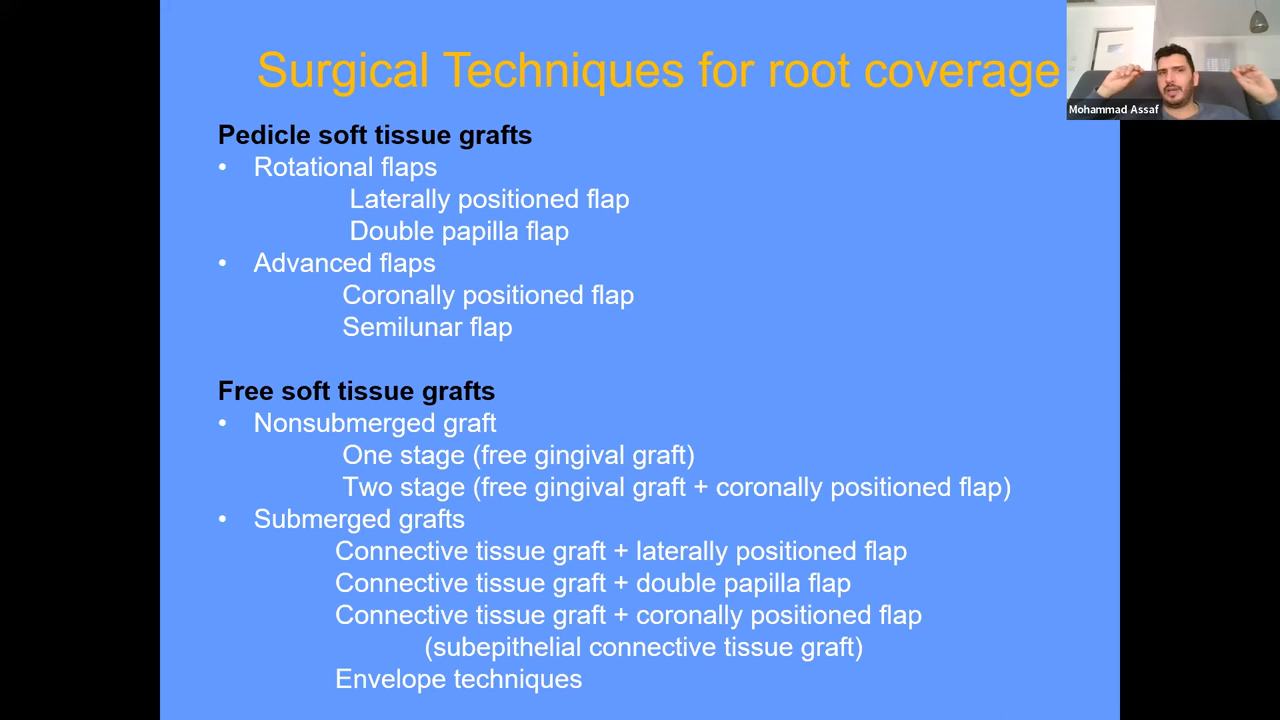 Surgical Techniques for root coverage
Mohammad Assaf
Pedicle soft tissue grafts
• Rotational flaps
Laterally positioned flap
Double papilla flap
• Advanced flaps
Coronally positioned flap
Semilunar flap
Free soft tissue grafts
• Nonsubmerged graft
One stage (free gingival graft)
Two stage (free gingival graft + coronally positioned flap)
• Submerged grafts
Connective tissue graft + laterally positioned flap
Connective tissue graft + double papilla flap
Connective tissue graft + coronally positioned flap
(subepithelial connective tissue graft)
Envelope techniques